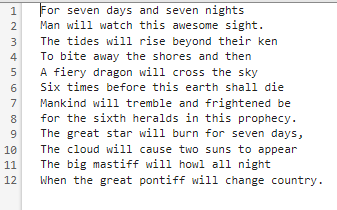 1 For seven days and seven nights
2 Man will watch this awesome sight.
3 The tides will rise beyond their ken
4 To bite away the shores and then
5 A fiery dragon will cross the sky
6 Six times before this earth shall die
7 Mankind will tremble and frightened be
8 for the sixth heralds in this prophecy.
9 The great star will burn for seven days,
10 The cloud will cause two suns to appear
11 The big mastiff will howl all night
12 When the great pontiff will change country.